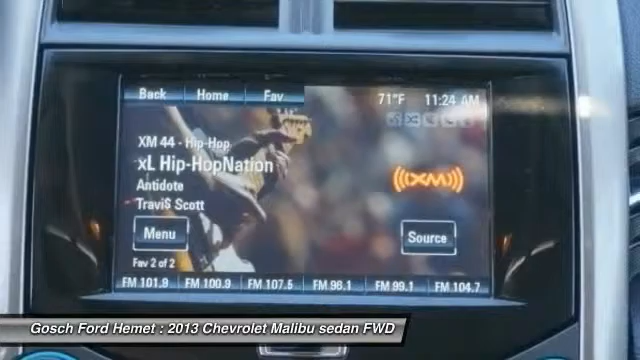 Back Home Fav
71°F 11:24 AM
XM 44 - Hip-Hop
xL Hip-HopNation
Antidote
Travi$ Scott
((XM))
Menu
Source
Fav 2 of 2
FM 101.9 FM 100.9 FM 107.5 FM 96.1 FM 99.1 FM 104.7
Gosch Ford Hemet : 2013 Chevrolet Malibu sedan FWD